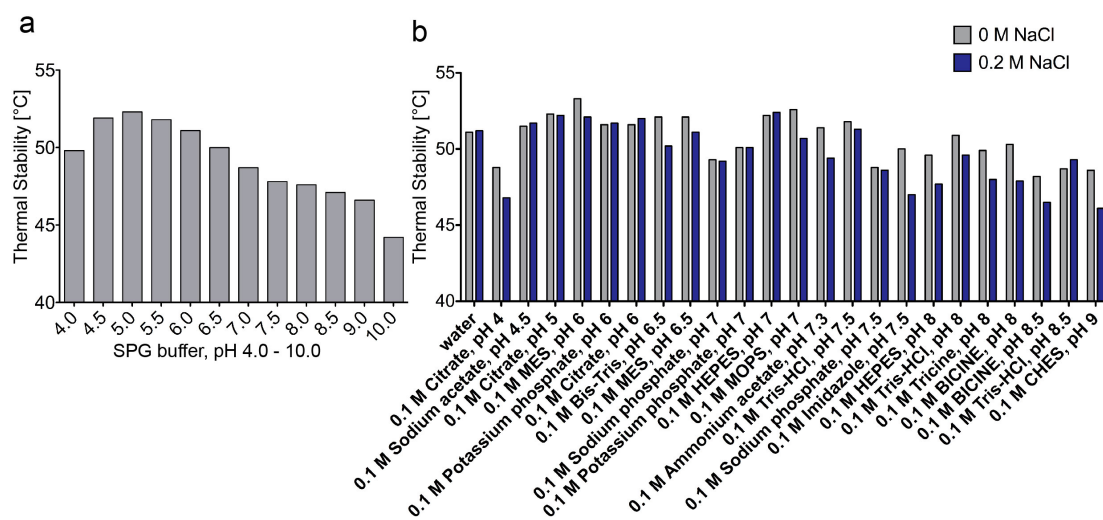 a
55
50
45
40
Thermal Stability [°C]
4.0
4.5
5.0
5.5
6.0
6.5
7.0
7.5
8.0
8.5
9.0
10.0
SPG buffer, pH 4.0 - 10.0
b
0 M NaCl
0.2 M NaCl
55
50
45
40
Thermal Stability [°C]
water
0.1 M Citrate, pH 4
0.1 M Sodium acetate, pH 4.5
0.1 M Citrate, pH 5
0.1 M MES, pH 6
0.1 M Potassium phosphate, pH 6
0.1 M Citrate, pH 6
0.1 M Bis-Tris, pH 6.5
0.1 M MES, pH 6.5
0.1 M Sodium phosphate, pH 7
0.1 M Potassium phosphate, pH 7
0.1 M HEPES, pH 7
0.1 M MOPS, pH 7
0.1 M Ammonium acetate, pH 7.3
0.1 M Tris-HCl, pH 7.5
0.1 M Sodium phosphate, pH 7.5
0.1 M Imidazole, pH 7.5
0.1 M HEPES, pH 8
0.1 M Tris-HCl, pH 8
0.1 M Tricine, pH 8
0.1 M BICINE, pH 8
0.1 M BICINE, pH 8.5
0.1 M Tris-HCl, pH 8.5
0.1 M CHES, pH 9